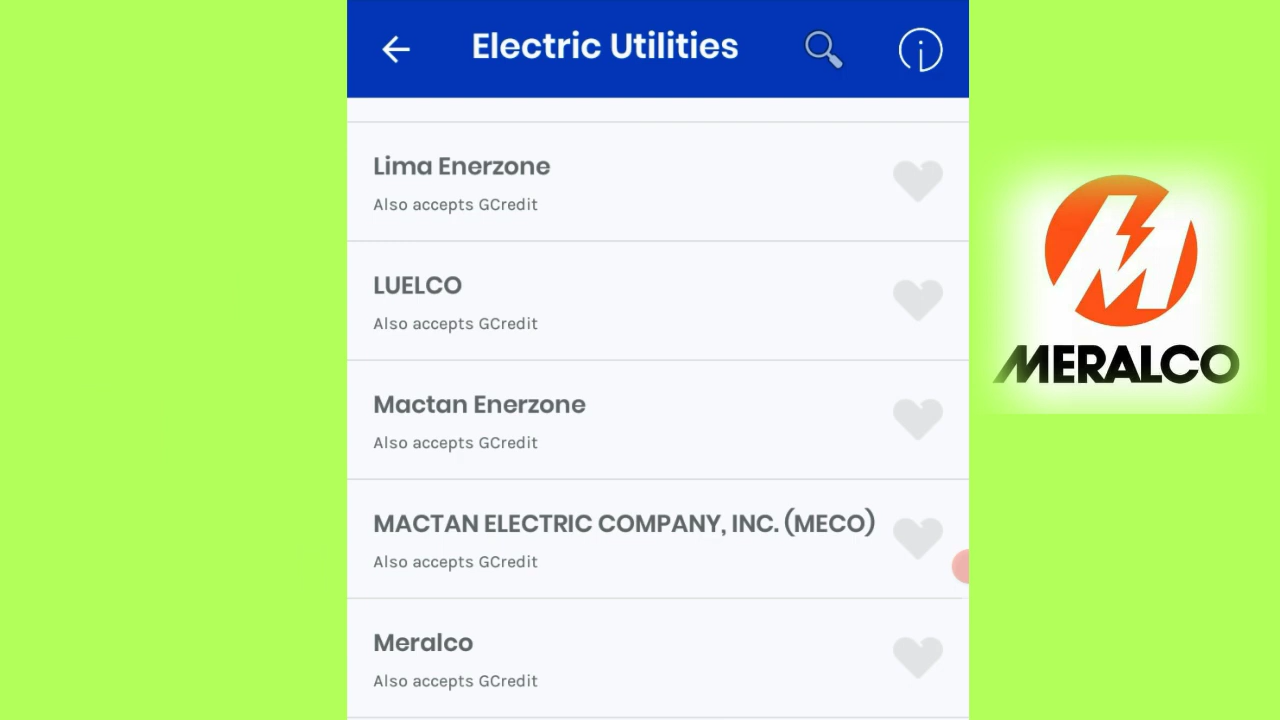 Electric Utilities
Lima Enerzone
Also accepts GCredit
LUELCO
Also accepts GCredit
Mactan Enerzone
Also accepts GCredit
MACTAN ELECTRIC COMPANY, INC. (MECO)
Also accepts GCredit
Meralco
Also accepts GCredit
MERALCO